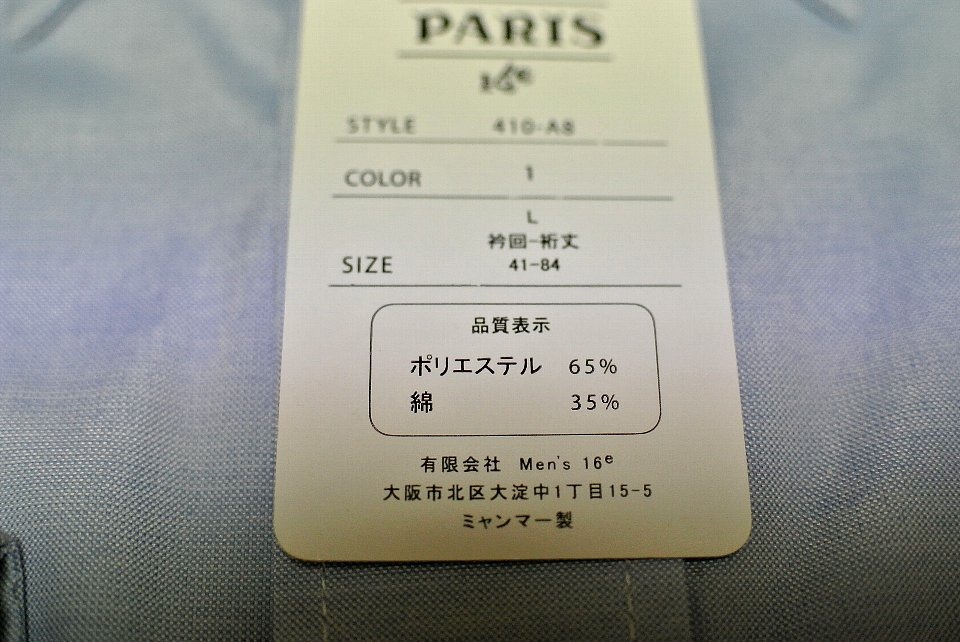 PARIS
16e
STYLE 410-A8
COLOR 1
L
衿回-裄丈
SIZE 41-84
品質表示
ポリエステル 65%
綿 35%
有限会社 Men's 16e
大阪市北区大淀中1丁目15-5
ミャンマー製